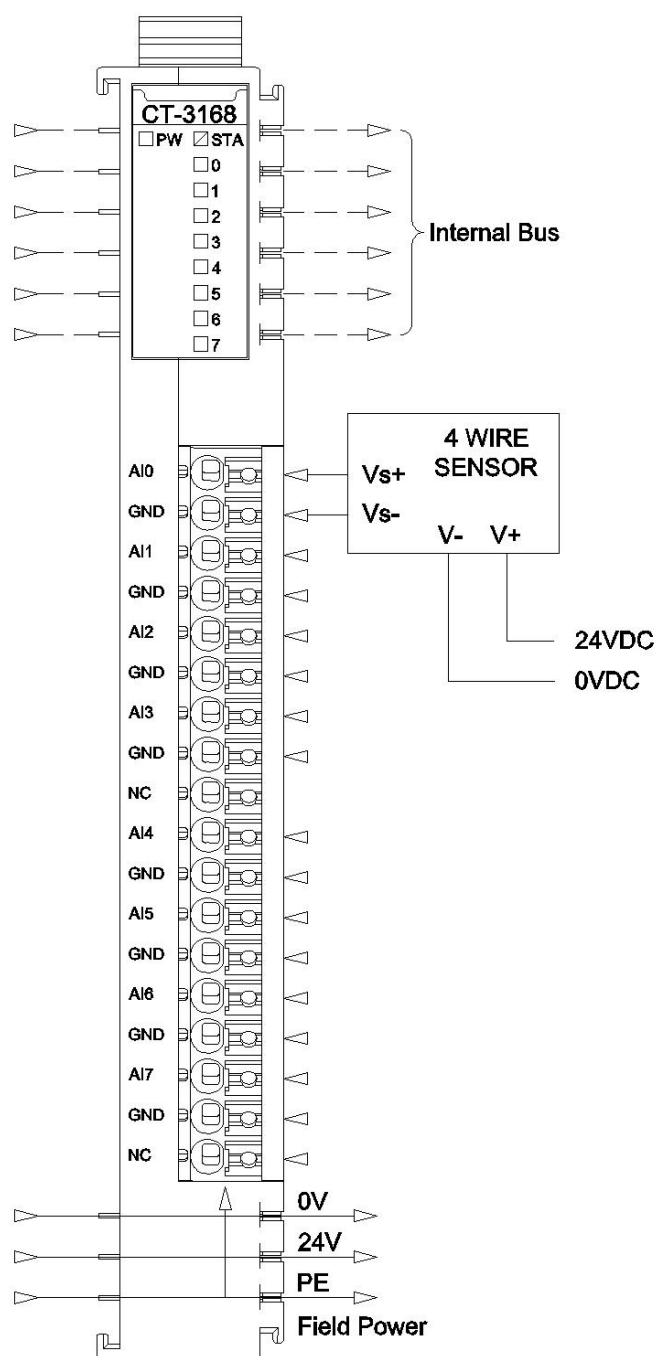 CT-3168
PW STA
0
1
2
3
4
5
6
7
Internal Bus
4 WIRE
SENSOR
Vs+
Vs-
V- V+
24VDC
0VDC
AI0
GND
AI1
GND
AI2
GND
AI3
GND
NC
AI4
GND
AI5
GND
AI6
GND
AI7
GND
NC
0V
24V
PE
Field Power